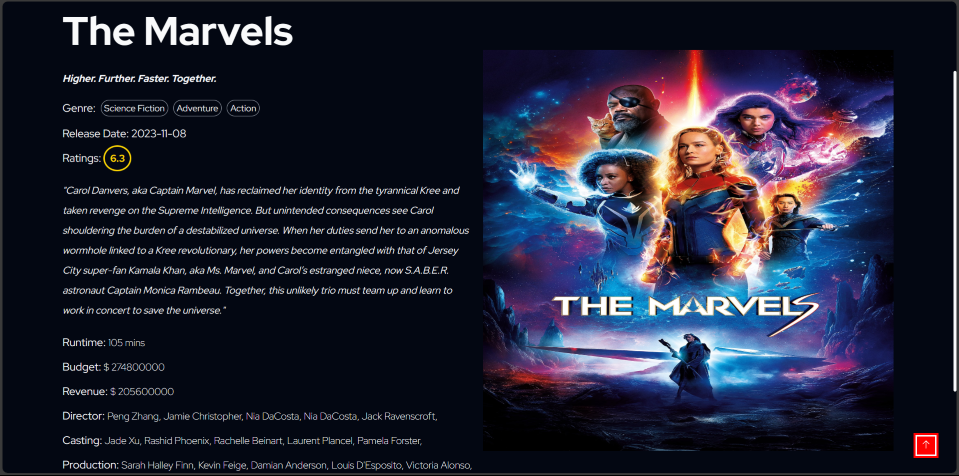 The Marvels
Higher. Further. Faster. Together.
Genre: Science Fiction Adventure Action
Release Date: 2023-11-08
Ratings: 6.3
"Carol Danvers, aka Captain Marvel, has reclaimed her identity from the tyrannical Kree and
taken revenge on the Supreme Intelligence. But unintended consequences see Carol
shouldering the burden of a destabilized universe. When her duties send her to an anomalous
wormhole linked to a Kree revolutionary, her powers become entangled with that of Jersey
City super-fan Kamala Khan, aka Ms. Marvel, and Carol's estranged niece, now S.A.B.E.R.
astronaut Captain Monica Rambeau. Together, this unlikely trio must team up and learn to
work in concert to save the universe."
Runtime: 105 mins
Budget: $ 274800000
Revenue: $ 205600000
Director: Peng Zhang, Jamie Christopher, Nia DaCosta, Nia DaCosta, Jack Ravenscroft,
Casting: Jade Xu, Rashid Phoenix, Rachelle Beinart, Laurent Plancel, Pamela Forster,
Production: Sarah Halley Finn, Kevin Feige, Damian Anderson, Louis D'Esposito, Victoria Alonso,
THE MARVELS